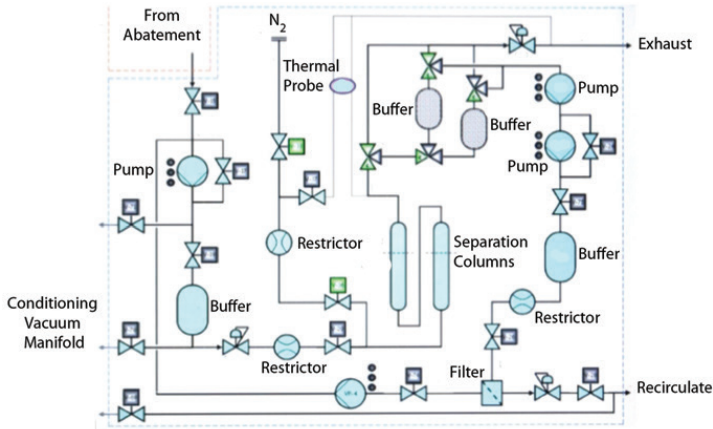 From
Abatement
N2
Thermal
Probe
Exhaust
Buffer
Pump
Buffer
Pump
Pump
Restrictor
Separation
Columns
Buffer
Conditioning
Vacuum
Manifold
Buffer
Restrictor
Restrictor
Filter
Recirculate